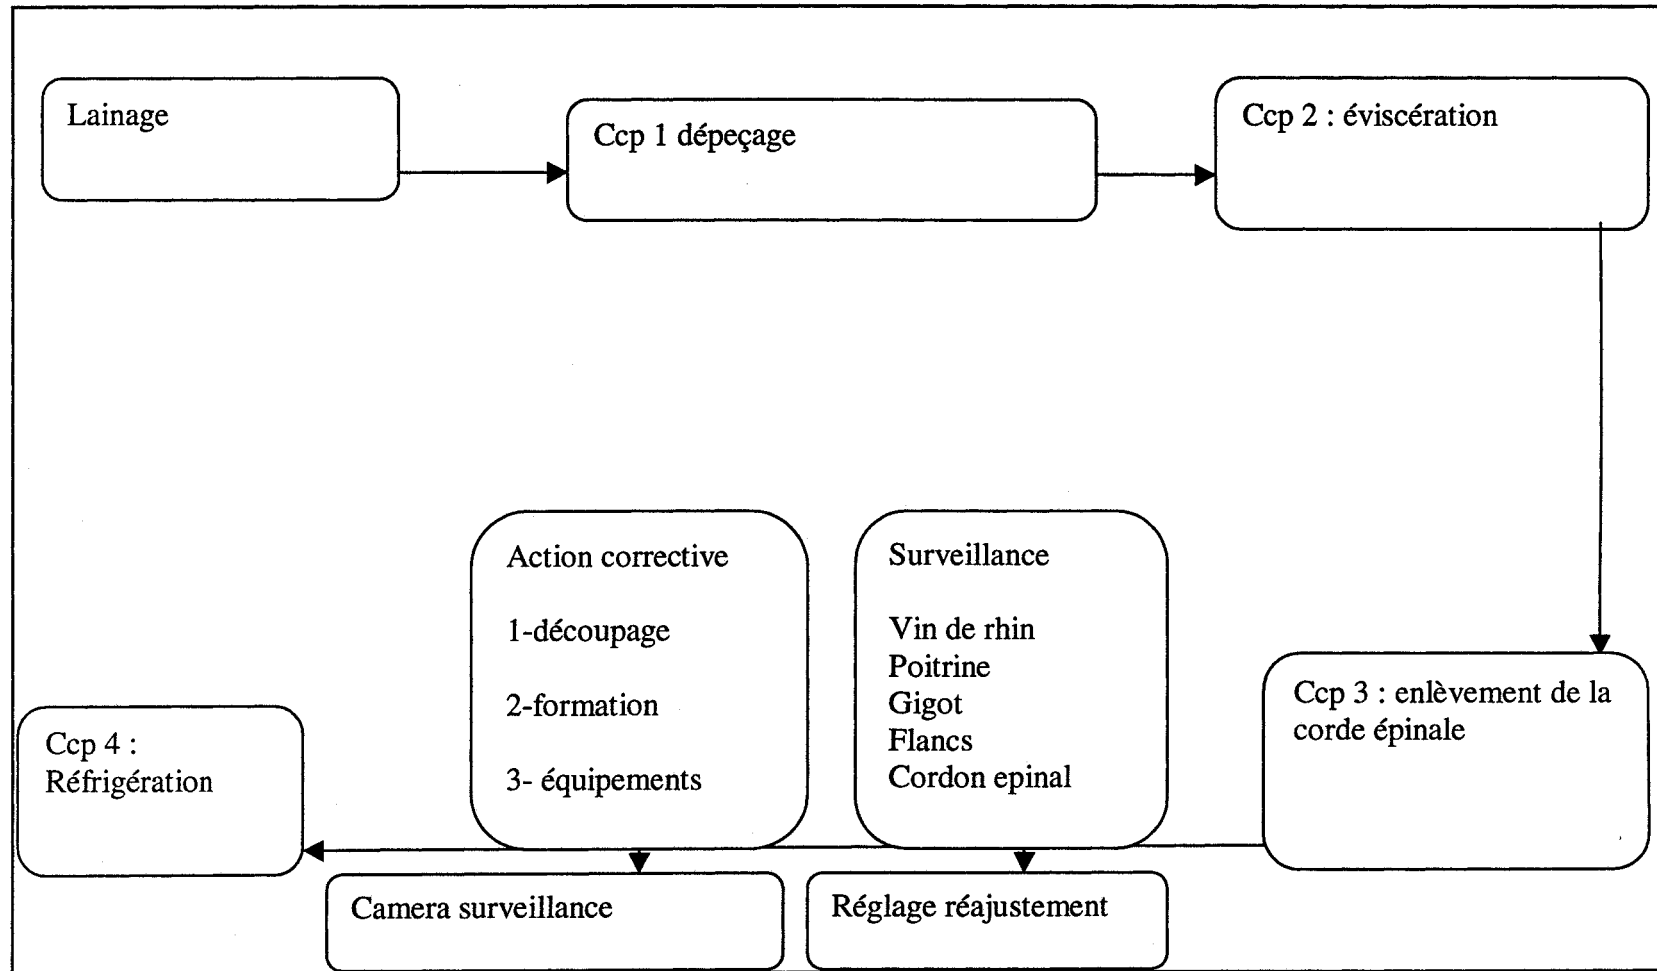 Lainage
Ccp 1 dépeçage
Ccp 2 : éviscération
Action corrective
1-découpage
2-formation
3- équipements
Surveillance
Vin de rhin
Poitrine
Gigot
Flancs
Cordon epinal
Ccp 3 : enlèvement de la
corde épinale
Ccp 4 :
Réfrigération
Camera surveillance
Réglage réajustement